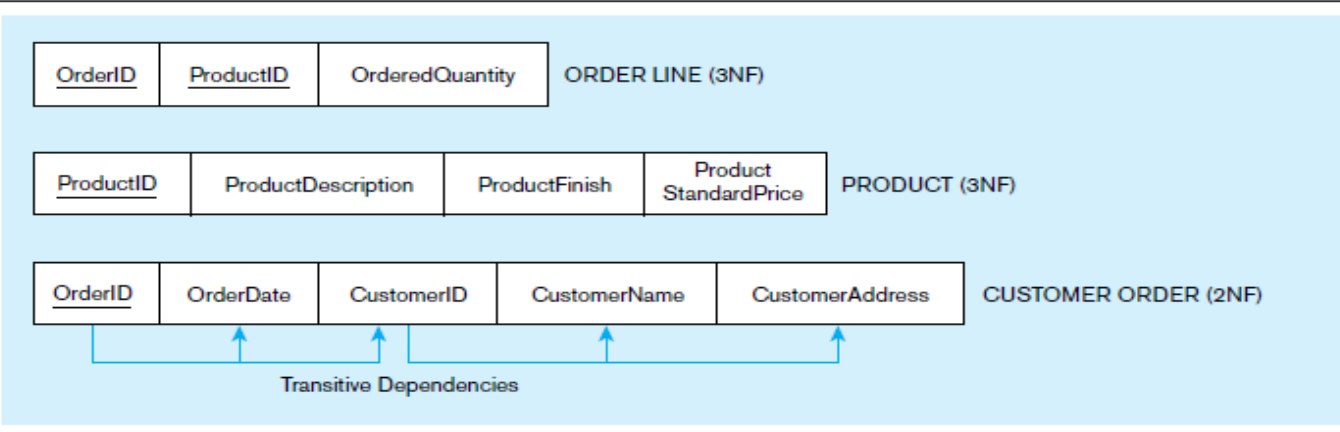 OrderID ProductID OrderedQuantity ORDER LINE (3NF)
ProductID ProductDescription ProductFinish Product StandardPrice PRODUCT (3NF)
OrderID OrderDate CustomerID CustomerName CustomerAddress CUSTOMER ORDER (2NF)
Transitive Dependencies